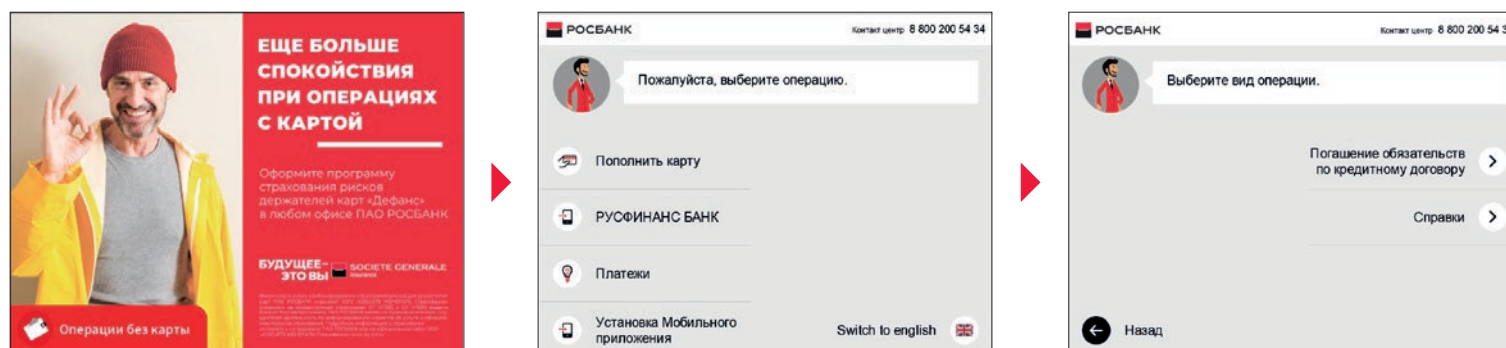 ЕЩЕ БОЛЬШЕ
СПОКОЙСТВИЯ
ПРИ ОПЕРАЦИЯХ
С КАРТОЙ
Оформите программу
страхования рисков
держателей карт «Дефанс»
в любом офисе ПАО РОСБАНК
БУДУЩЕЕ–
ЭТО ВЫ
SOCIETE GENERALE
Операции без карты
РОСБАНК
Контакт центр 8 800 200 54 34
Пожалуйста, выберите операцию.
Пополнить карту
РУСФИНАНС БАНК
Платежи
Установка Мобильного
приложения
Switch to english
РОСБАНК
Контакт центр 8 800 200 54 3
Выберите вид операции.
Погашение обязательств
по кредитному договору
Справки
Назад